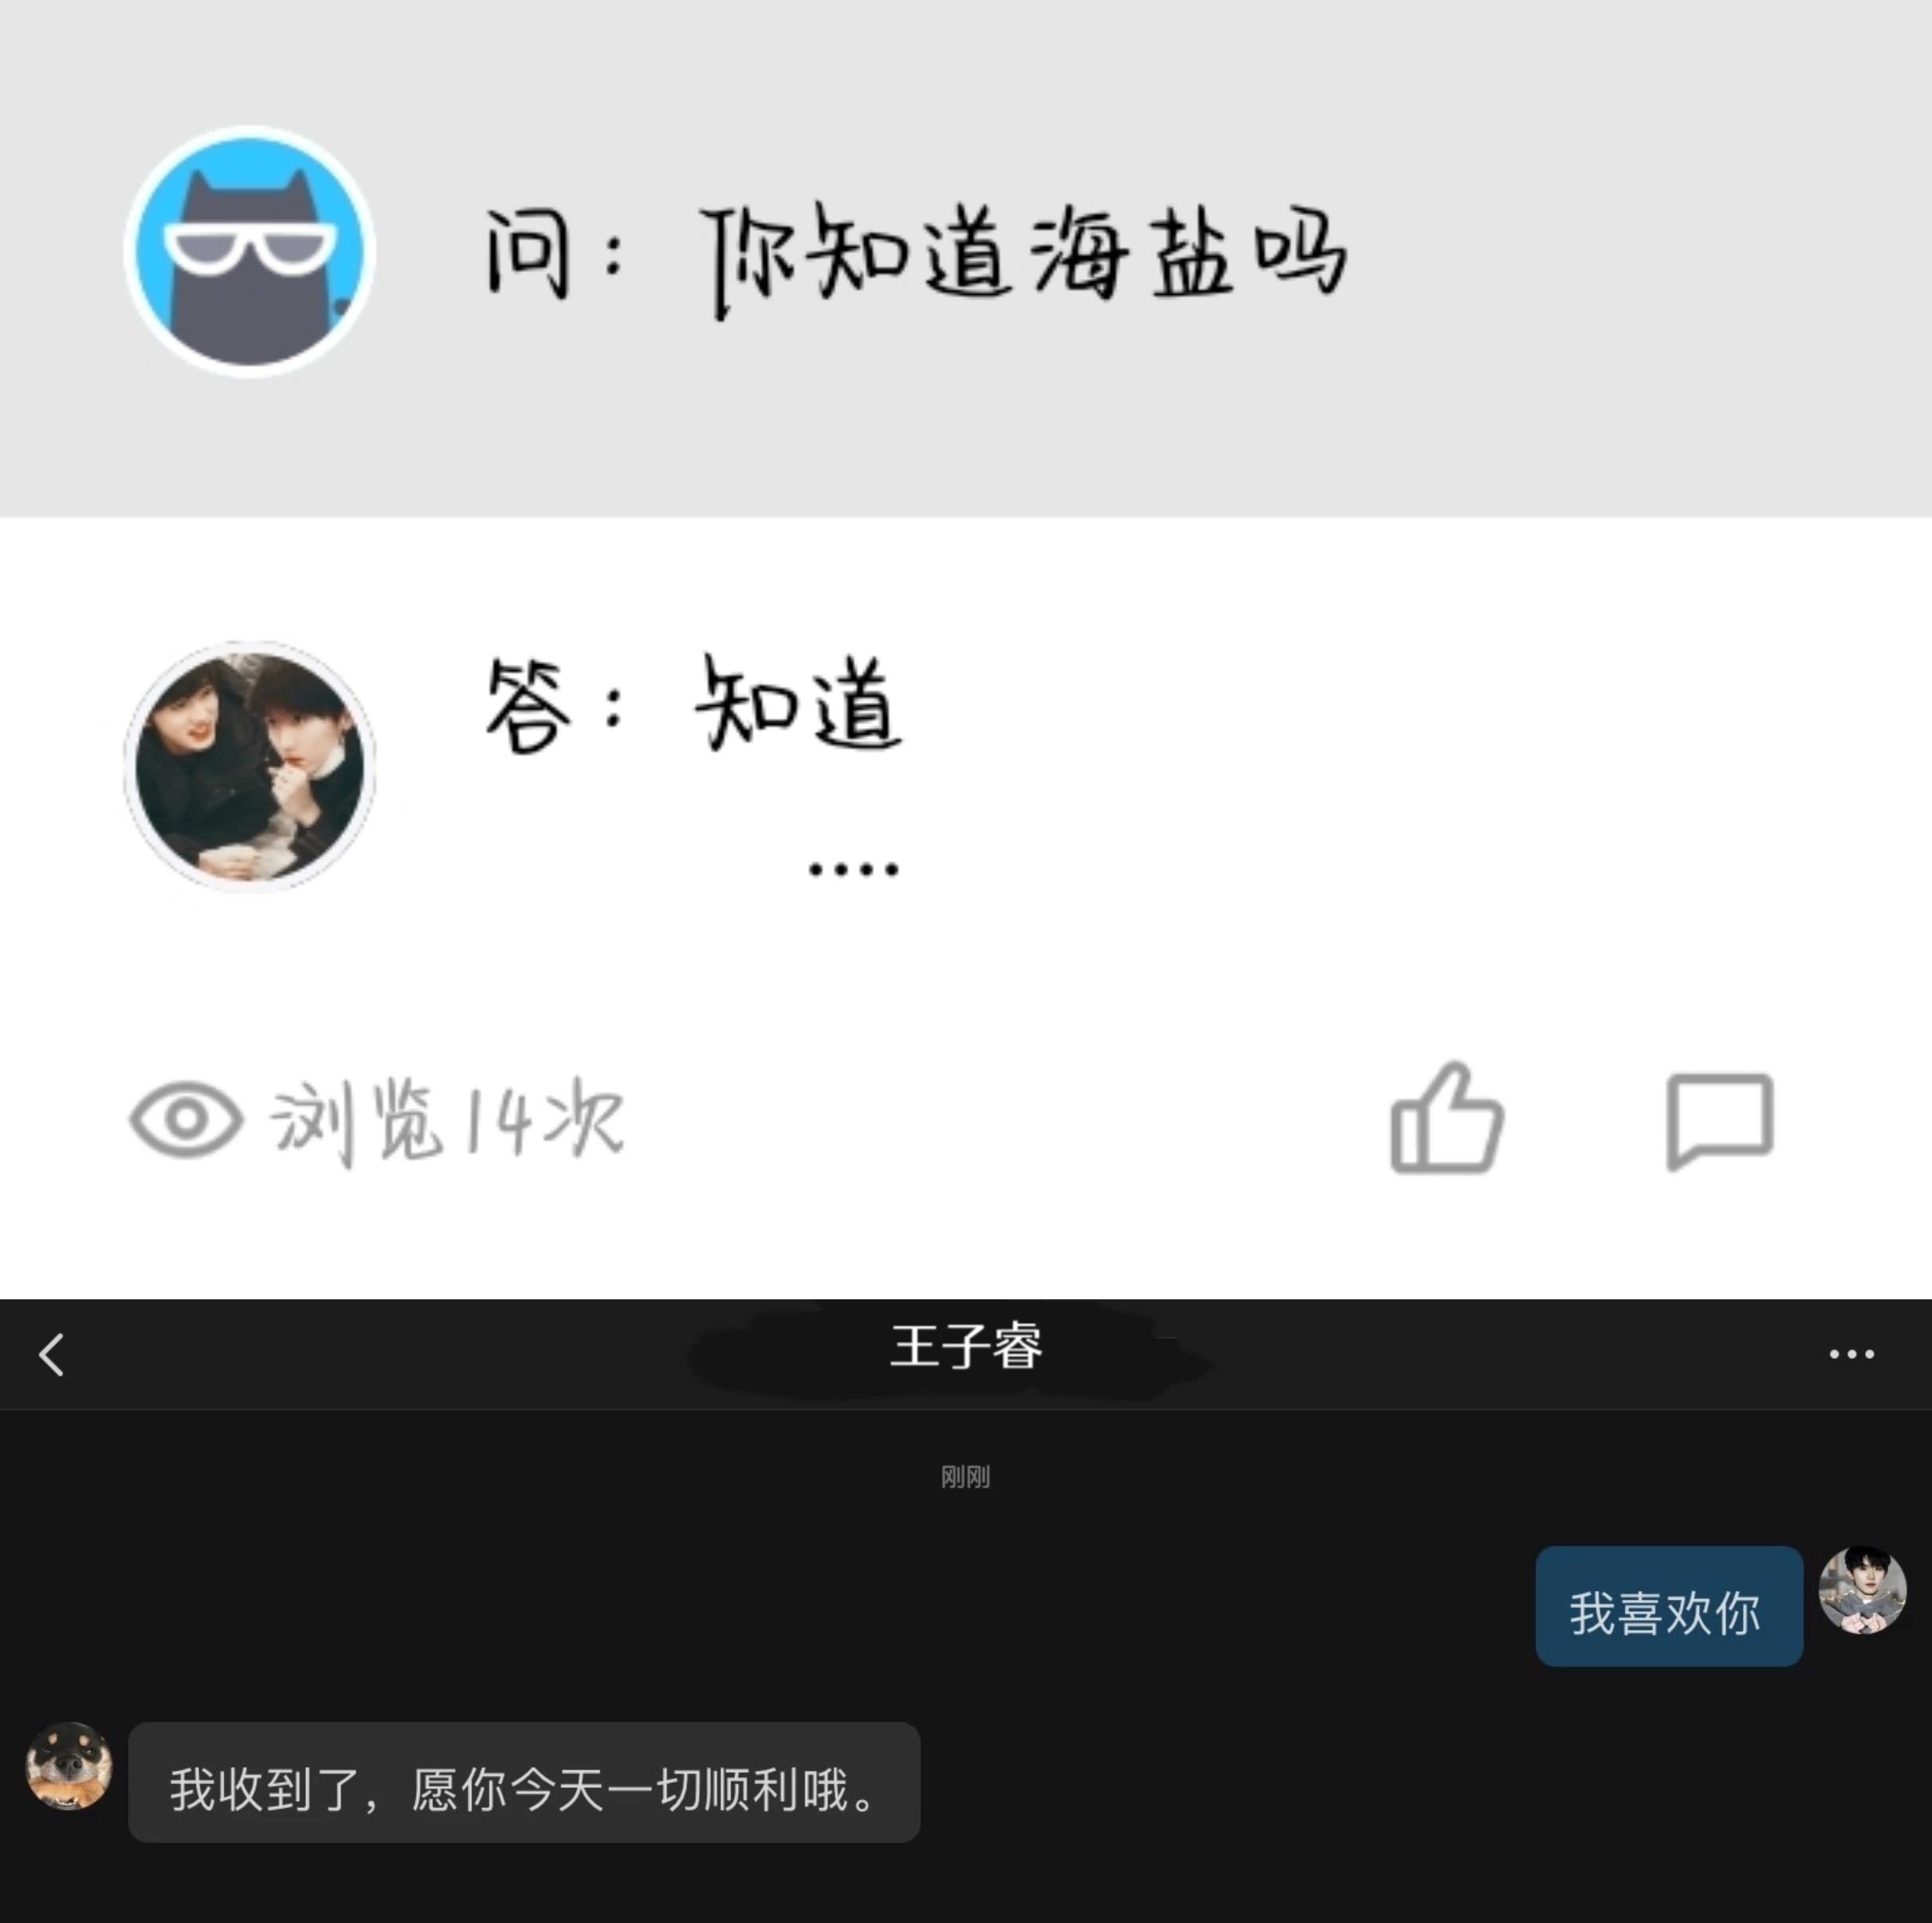 问：你知道海盐吗
答：知道
....
浏览14次
王子睿
刚刚
我喜欢你
我收到了，愿你今天一切顺利哦。